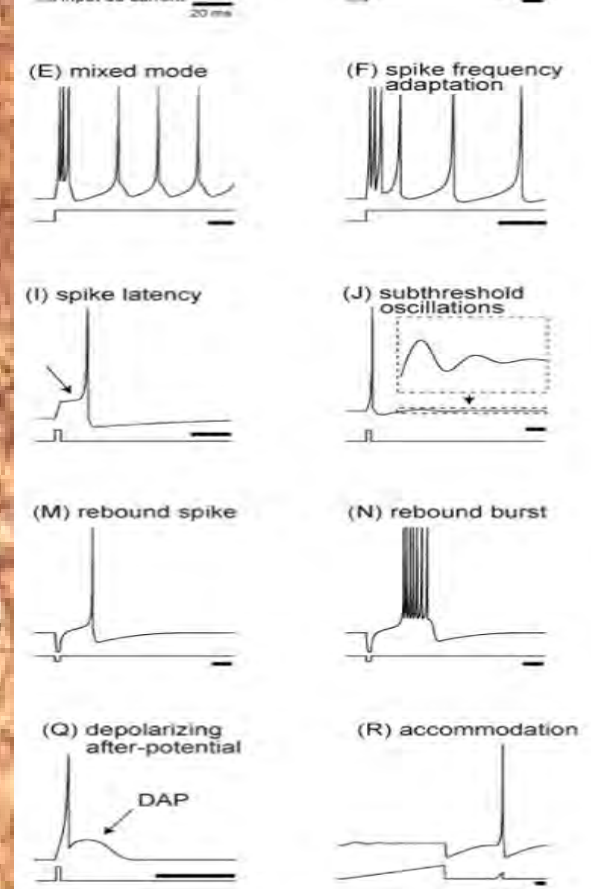 20 ms
(E) mixed mode
(F) spike frequency
adaptation
(I) spike latency
(J) subthreshold
oscillations
(M) rebound spike
(N) rebound burst
(Q) depolarizing
after-potential
DAP
(R) accommodation